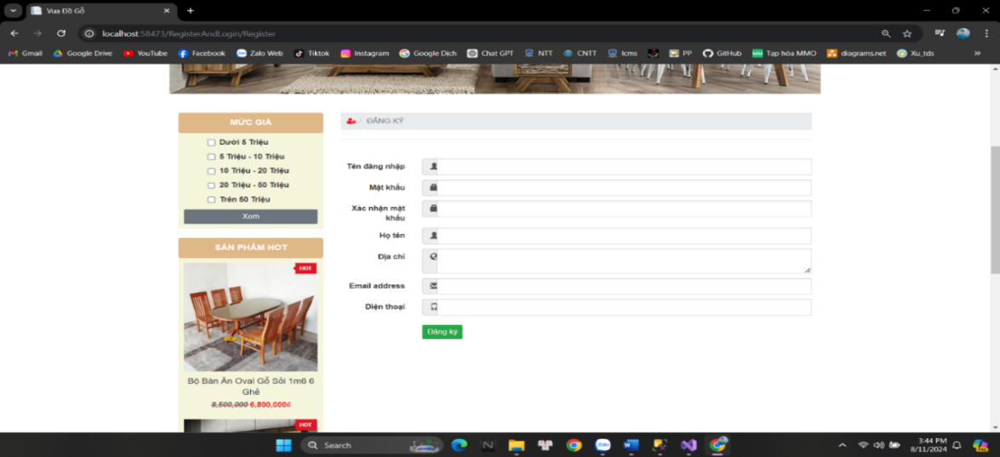 Vua Đồ Gỗ
localhost:58473/RegisterAndLogin/Register
Gmail Google Drive YouTube Facebook Zalo Web Tiktok Instagram Google Dich Chat GPT NTT CNTT Icms PP GitHub Tap hóa MMO diagrams.net Xu_tds
MỨC GIÁ
Dưới 5 Triệu
5 Triệu - 10 Triệu
10 Triệu - 20 Triệu
20 Triệu - 50 Triệu
Trên 50 Triệu
Xem
SẢN PHẨM HOT
HOT
Bộ Bàn Ăn Oval Gỗ Sồi 1m6 6
Ghế
8,500,000 6,800,000₫
HOT
/ ĐĂNG KÝ
Tên đăng nhập
Mật khẩu
Xác nhận mật
khẩu
Họ tên
Địa chỉ
Email address
Điện thoại
Đăng ký
Search
3:44 PM
8/11/2024